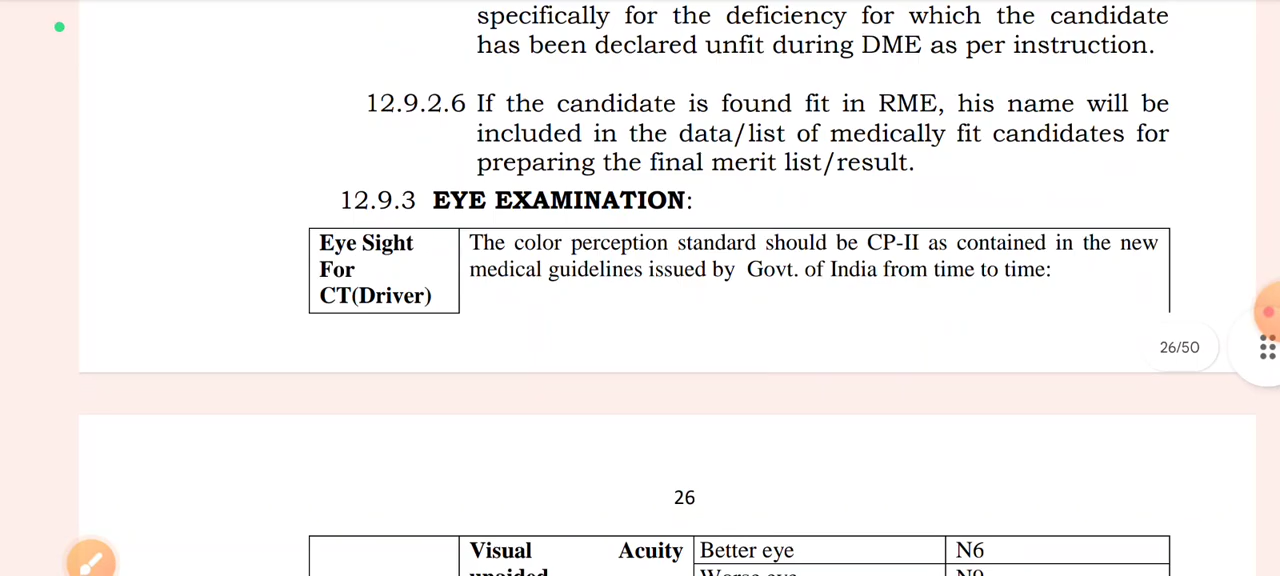 specifically for the deficiency for which the candidate
has been declared unfit during DME as per instruction.
12.9.2.6 If the candidate is found fit in RME, his name will be
included in the data/list of medically fit candidates for
preparing the final merit list/result.
12.9.3 EYE EXAMINATION:
Eye Sight
For
CT(Driver)
The color perception standard should be CP-II as contained in the new
medical guidelines issued by Govt. of India from time to time:
26/50
26
Visual Acuity
unaided
Better eye
N6
Worse eye
N9